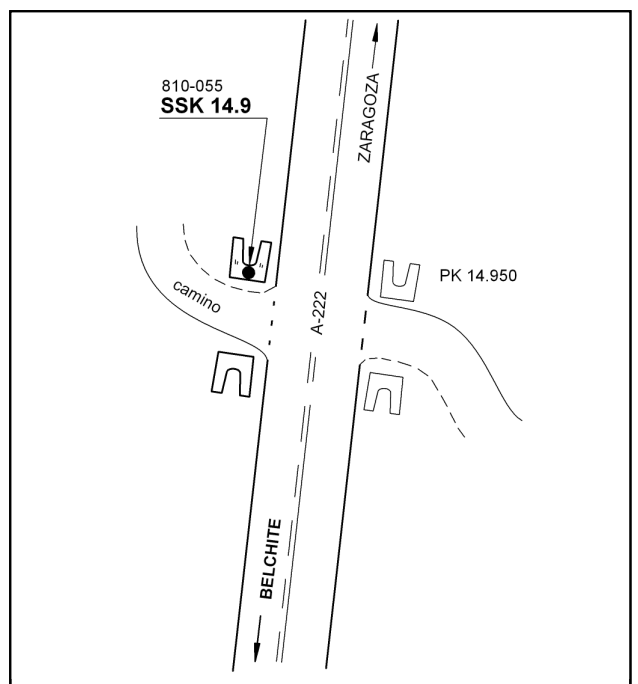 810-055
SSK 14.9
ZARAGOZA
PK 14.950
camino
A-222
BELCHITE